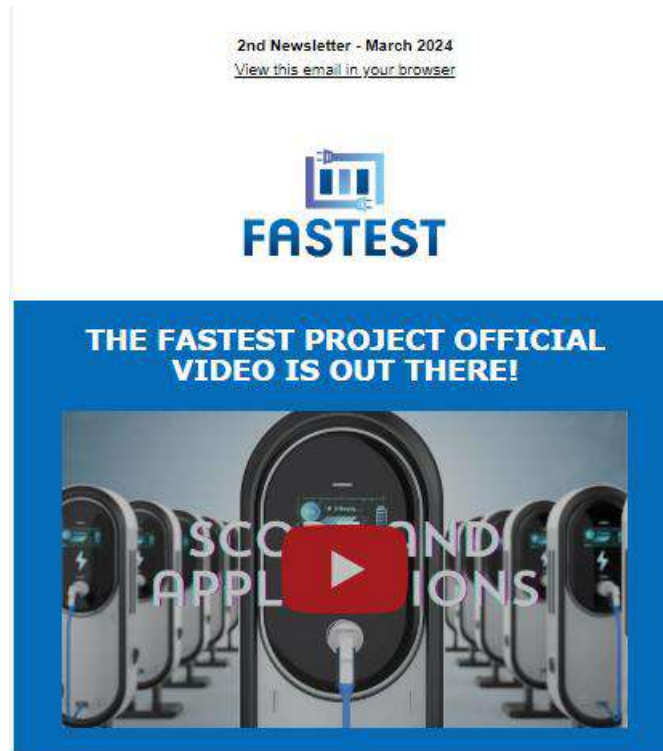 2nd Newsletter - March 2024
View this email in your browser
FASTEST
THE FASTEST PROJECT OFFICIAL
VIDEO IS OUT THERE!